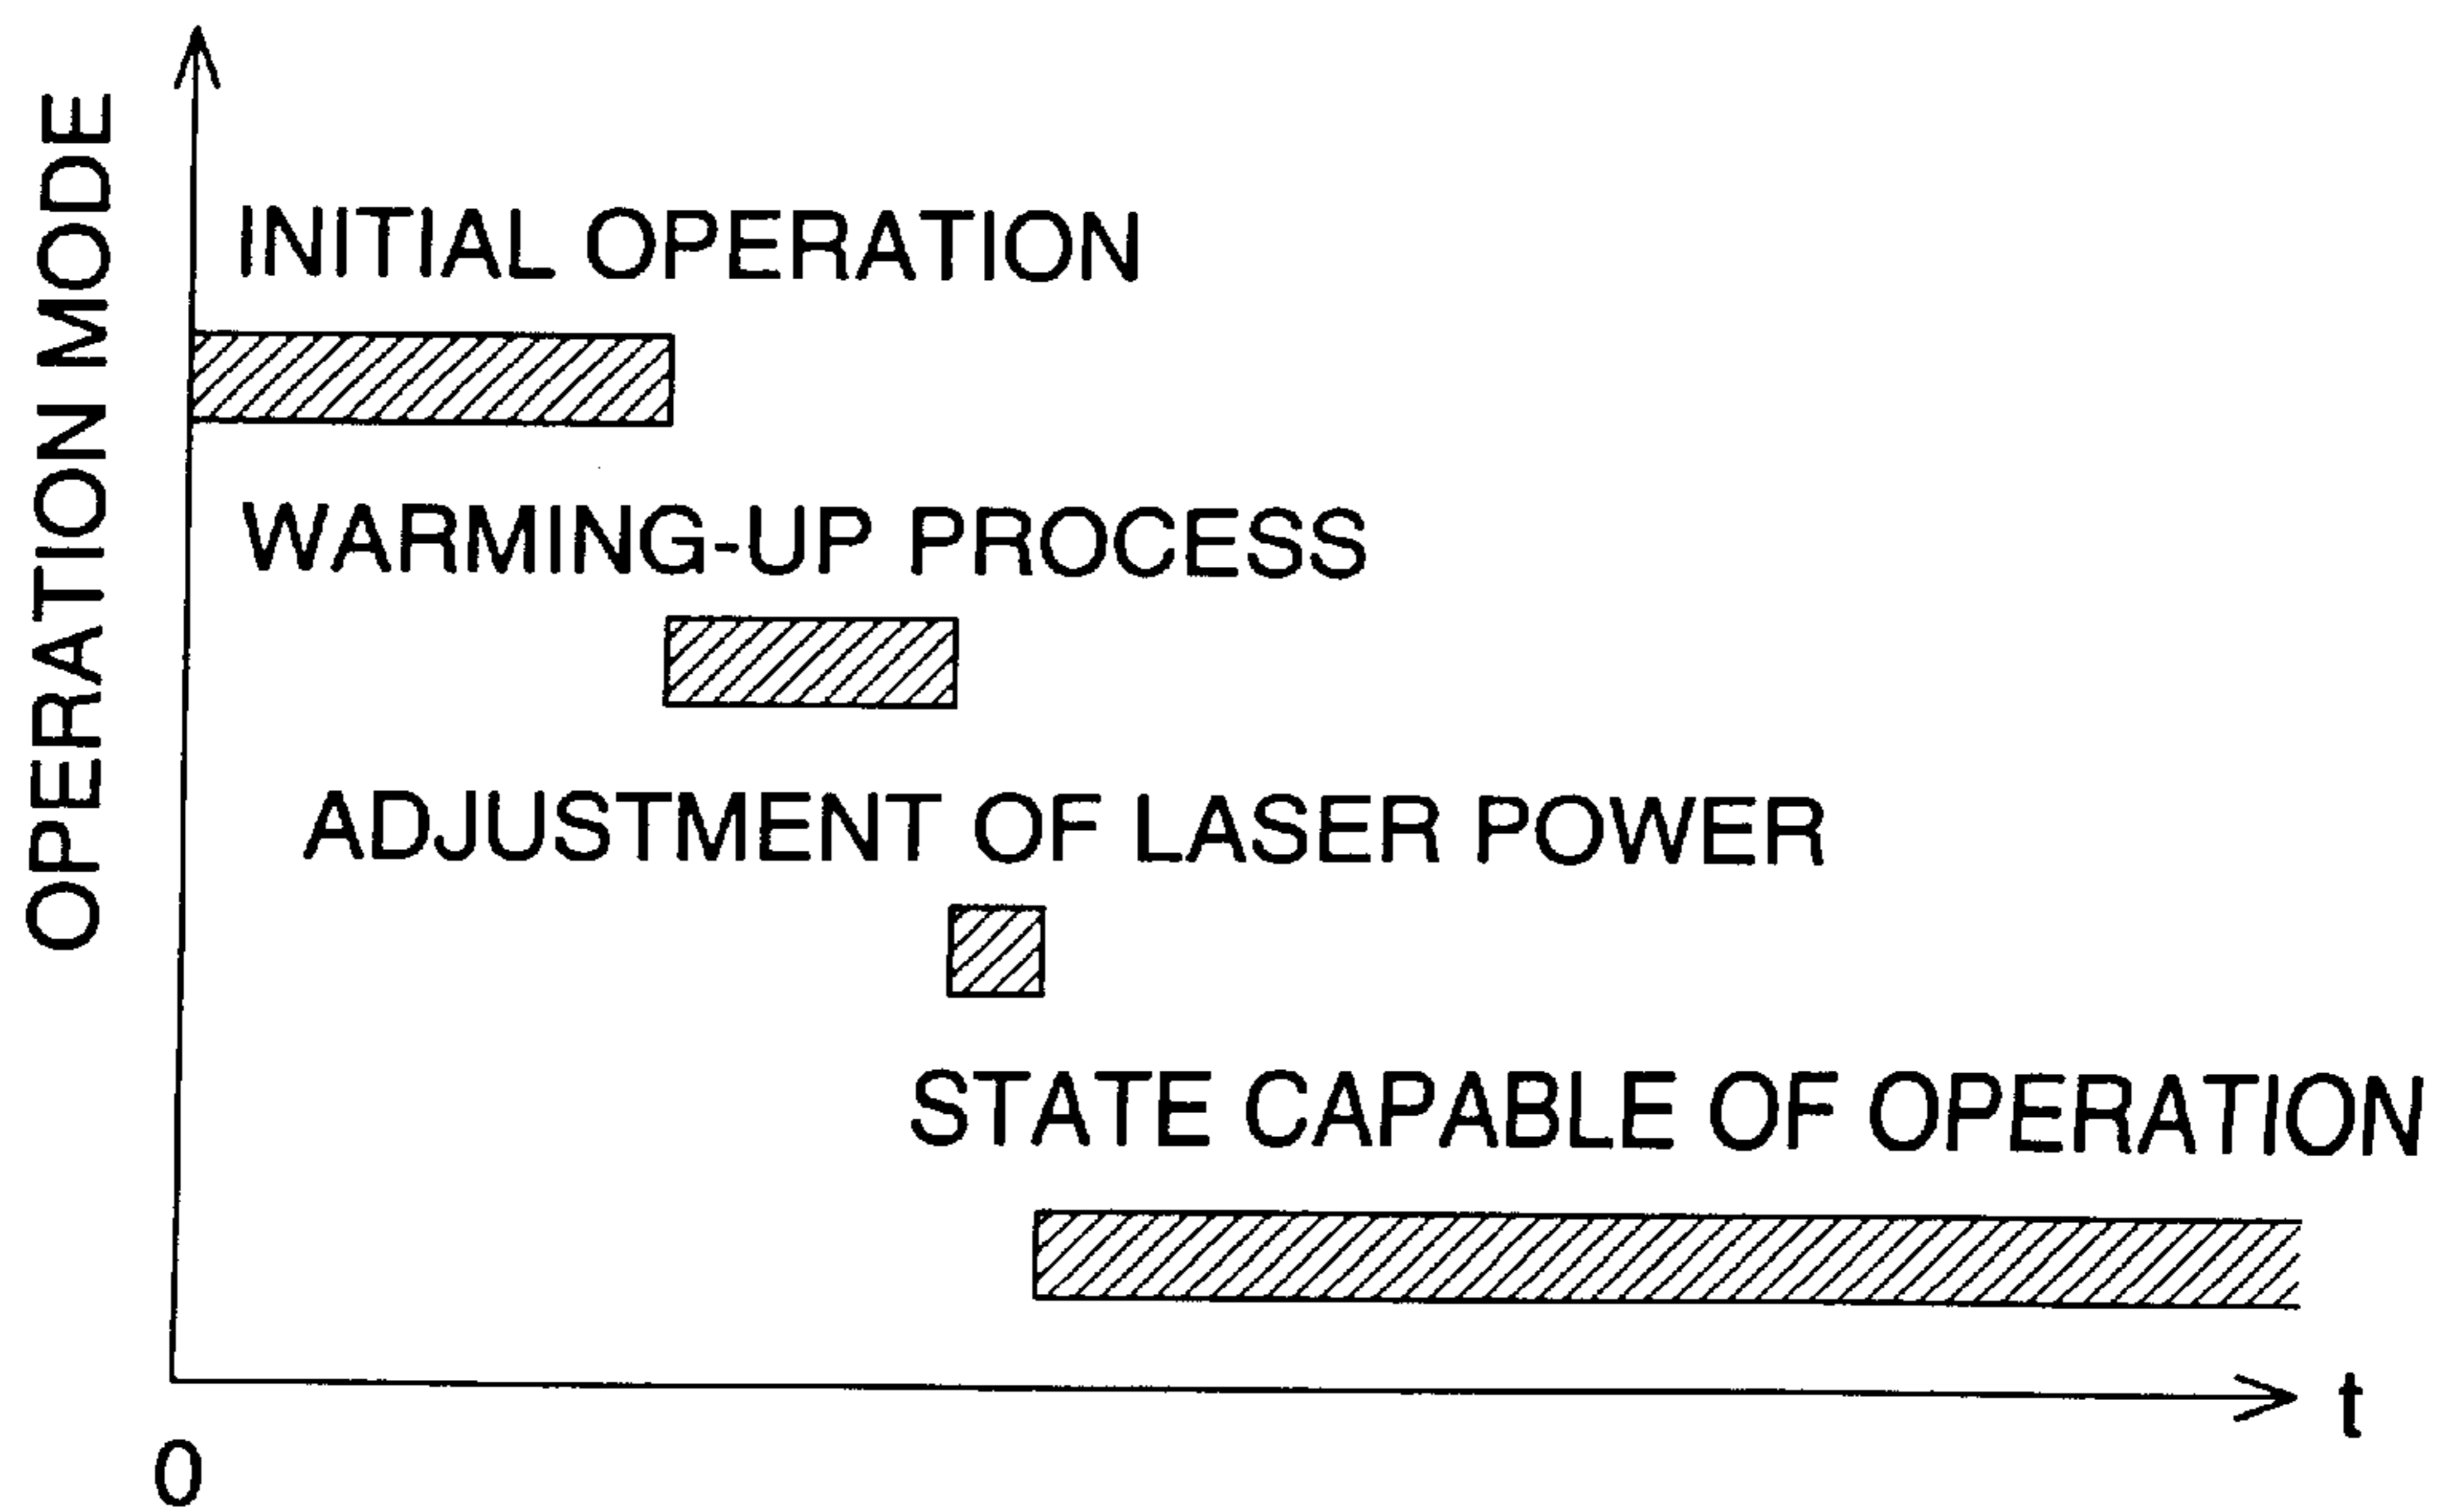 OPERATION MODE
INITIAL OPERATION
WARMING-UP PROCESS
ADJUSTMENT OF LASER POWER
STATE CAPABLE OF OPERATION
t
0